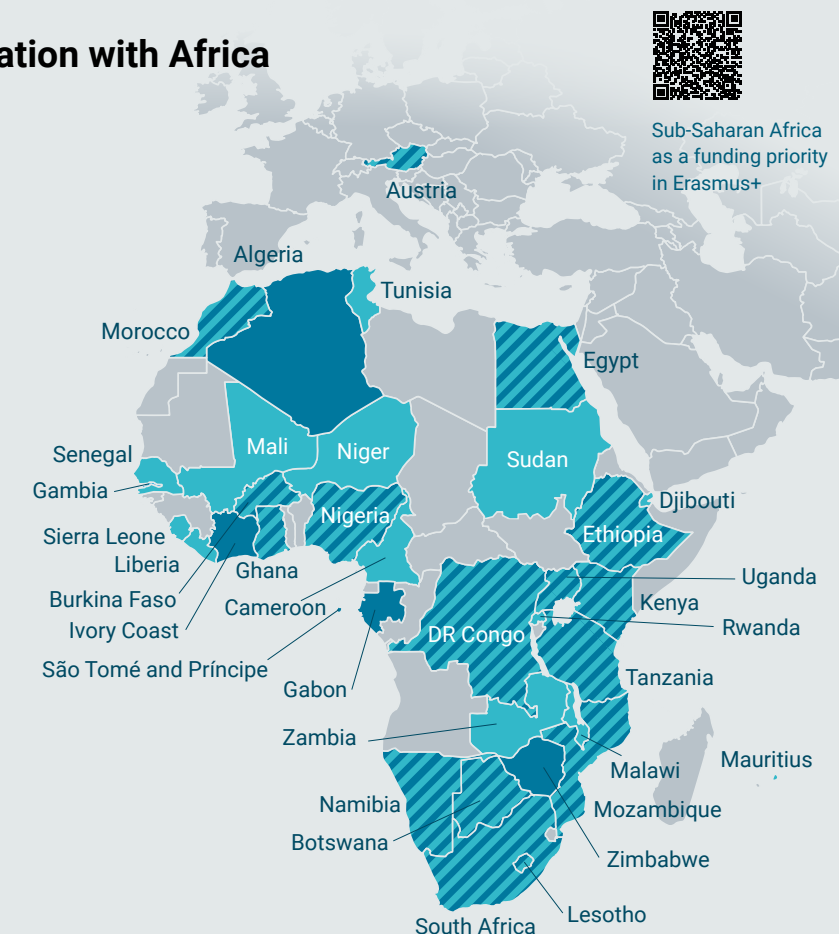 ation with Africa
Sub-Saharan Africa
as a funding priority
in Erasmus+
Austria
Algeria
Tunisia
Morocco
Egypt
Mali
Niger
Sudan
Senegal
Gambia
Djibouti
Nigeria
Ethiopia
Sierra Leone
Liberia
Ghana
Uganda
Burkina Faso
Cameroon
Kenya
Ivory Coast
Rwanda
DR Congo
São Tomé and Príncipe
Tanzania
Gabon
Zambia
Mauritius
Malawi
Namibia
Mozambique
Botswana
Zimbabwe
Lesotho
South Africa